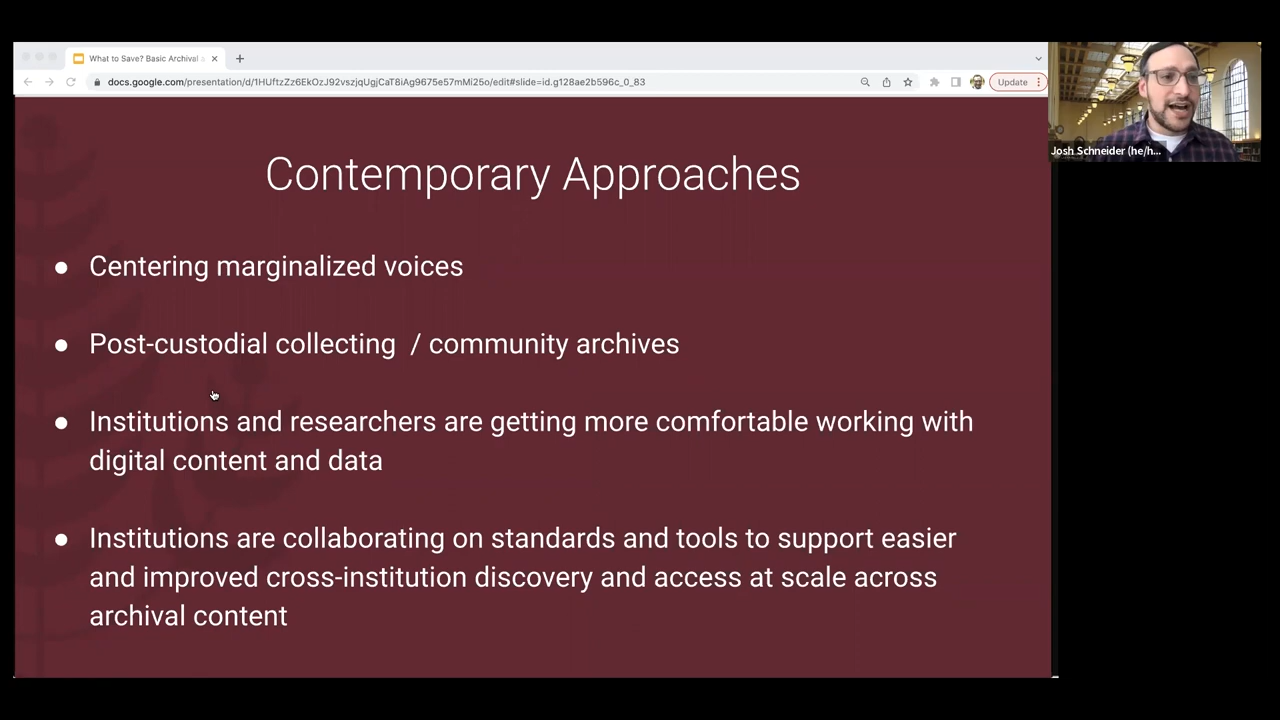 What to Save? Basic Archival a
docs.google.com/presentation/d/1HUftzZz6EkOzJ92vszjqUgjCaT8iAg9675e57mMi25o/edit#slide=id.g128ae2b596c_0_83
Update
Josh Schneider (he/h...
Contemporary Approaches
● Centering marginalized voices
● Post-custodial collecting / community archives
● Institutions and researchers are getting more comfortable working with
digital content and data
● Institutions are collaborating on standards and tools to support easier
and improved cross-institution discovery and access at scale across
archival content